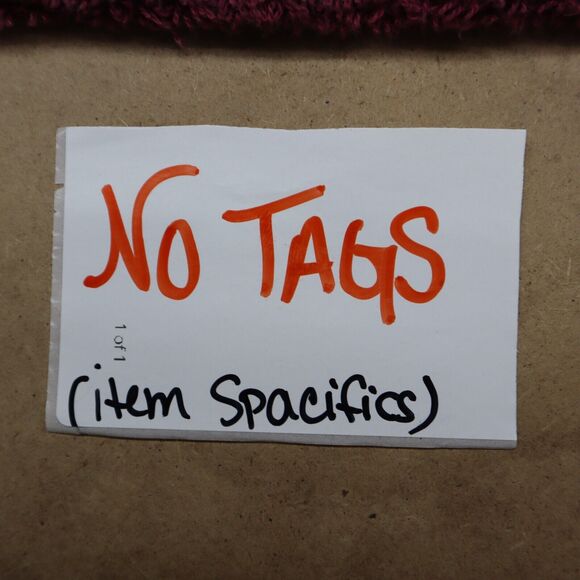 NO TAGS
1 of 1
(item Spacifics)